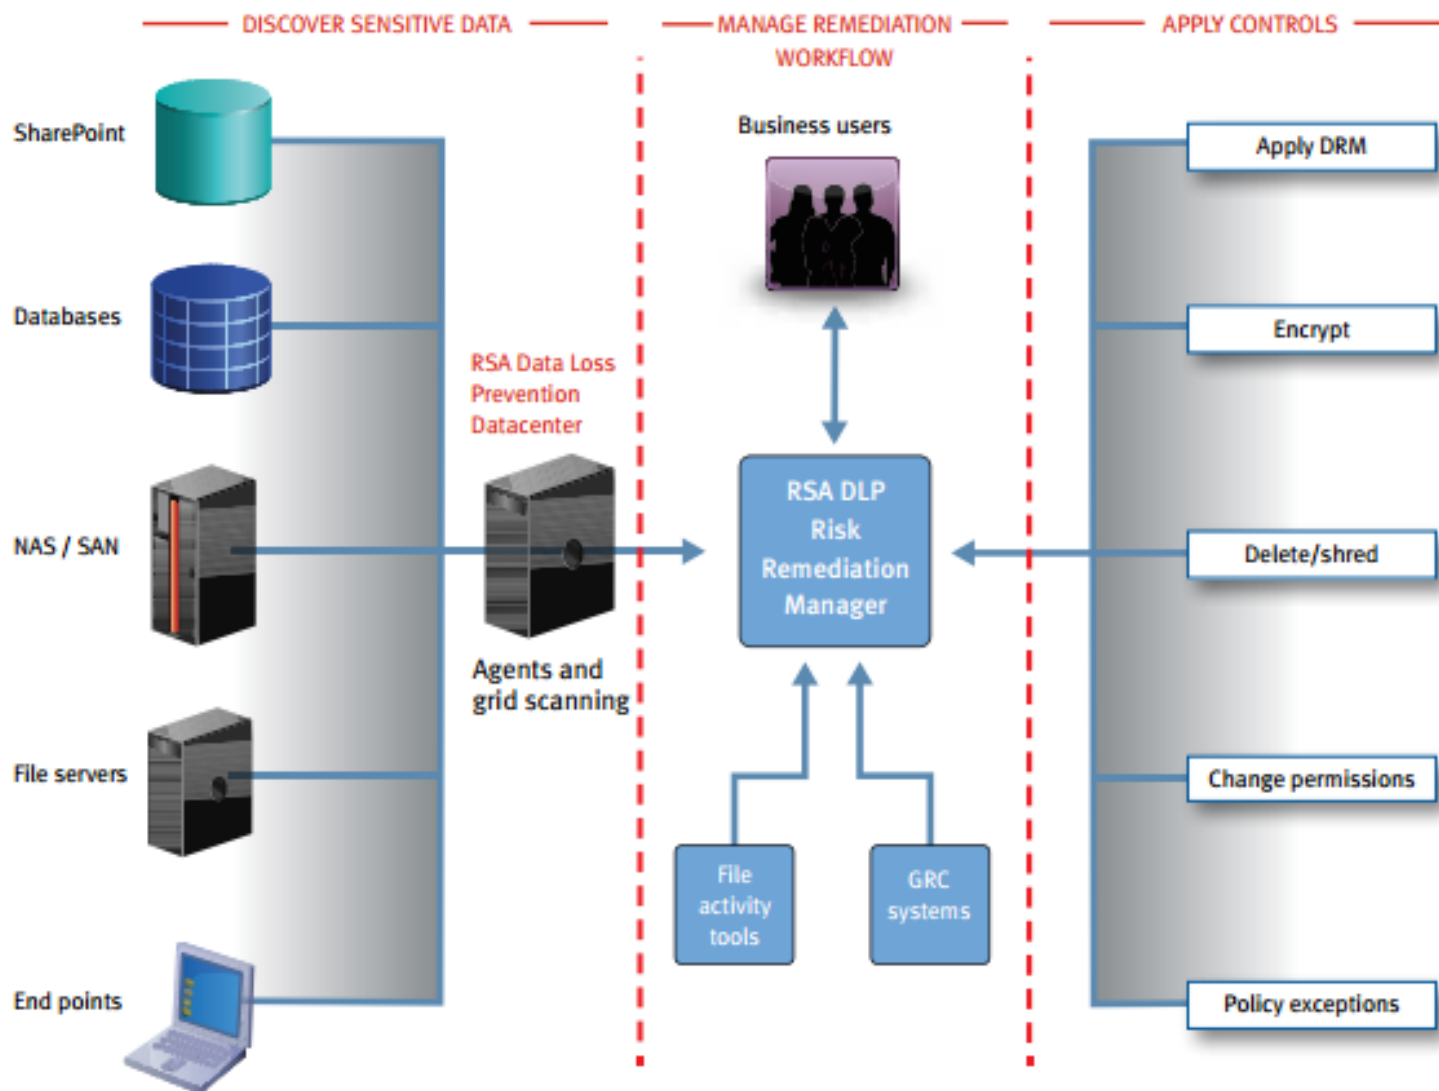 DISCOVER SENSITIVE DATA
MANAGE REMEDIATION
WORKFLOW
APPLY CONTROLS
SharePoint
Databases
NAS / SAN
File servers
End points
RSA Data Loss
Prevention
Datacenter
Agents and
grid scanning
Business users
RSA DLP
Risk
Remediation
Manager
File
activity
tools
GRC
systems
Apply DRM
Encrypt
Delete/shred
Change permissions
Policy exceptions